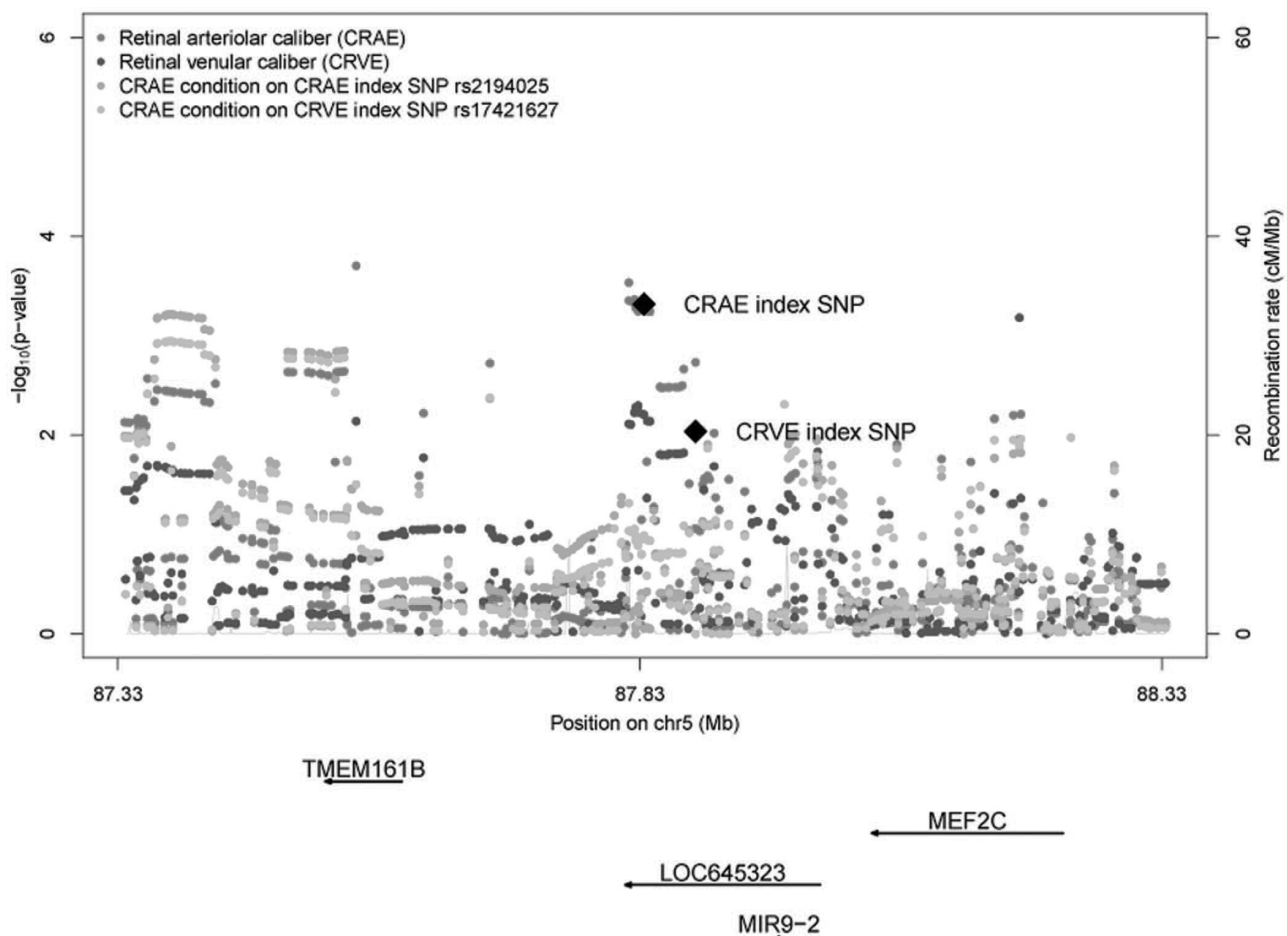 Retinal arteriolar caliber (CRAE)
Retinal venular caliber (CRVE)
CRAE condition on CRAE index SNP rs2194025
CRAE condition on CRVE index SNP rs17421627
6
4
2
0
−log10(p−value)
60
40
20
0
Recombination rate (cM/Mb)
CRAE index SNP
CRVE index SNP
87.33
87.83
88.33
Position on chr5 (Mb)
TMEM161B
MEF2C
LOC645323
MIR9−2